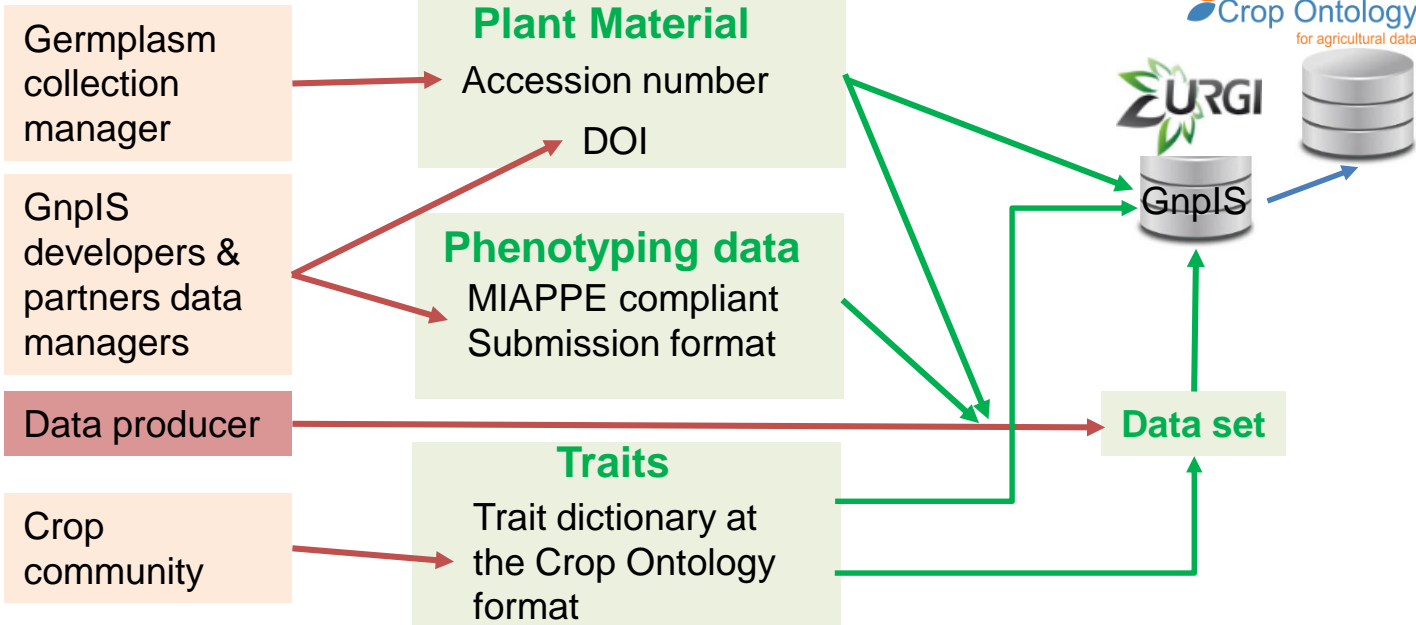 Germplasm
collection
manager
GnpIS
developers &
partners data
managers
Data producer
Crop
community
Plant Material
Accession number
DOI
Phenotyping data
MIAPPE compliant
Submission format
Traits
Trait dictionary at
the Crop Ontology
format
Crop Ontology
for agricultural data
URGI
GnpIS
Data set